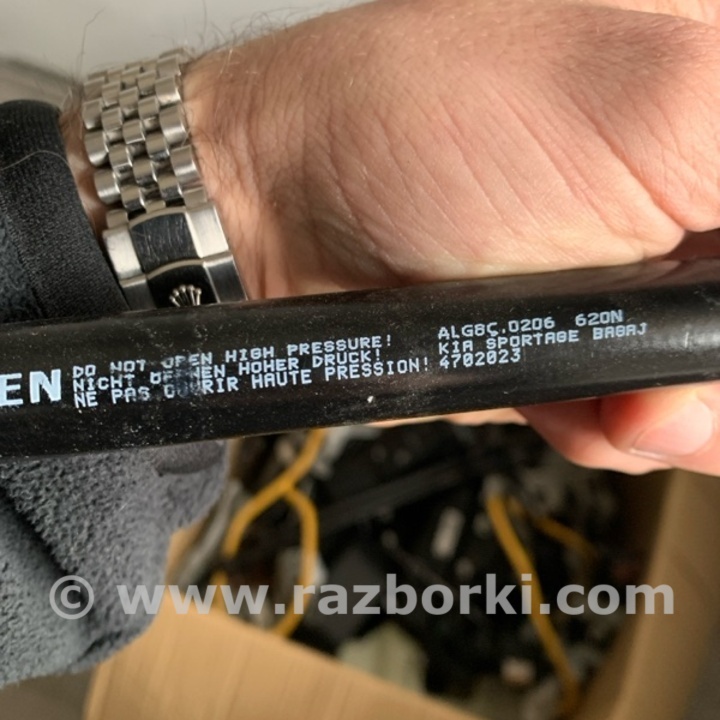 EN
DO NOT OPEN HIGH PRESSURE!
NICHT OEFFNEN HOHER DRUCK!
NE PAS OUVRIR HAUTE PRESSION!
ALG8C.0206 620N
KIA SPORTAGE BAGAJ
4702023
© www.razborki.com